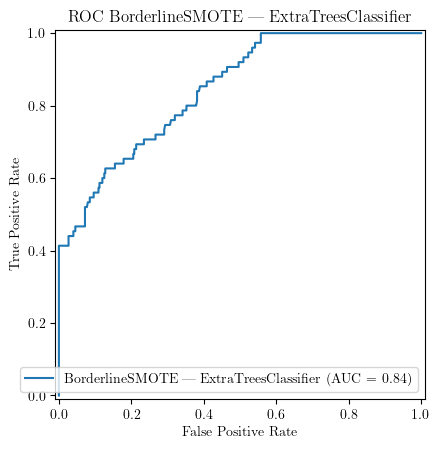 ROC BorderlineSMOTE — ExtraTreesClassifier
True Positive Rate
1.0
0.8
0.6
0.4
0.2
0.0
BorderlineSMOTE — ExtraTreesClassifier (AUC = 0.84)
0.0 0.2 0.4 0.6 0.8 1.0
False Positive Rate